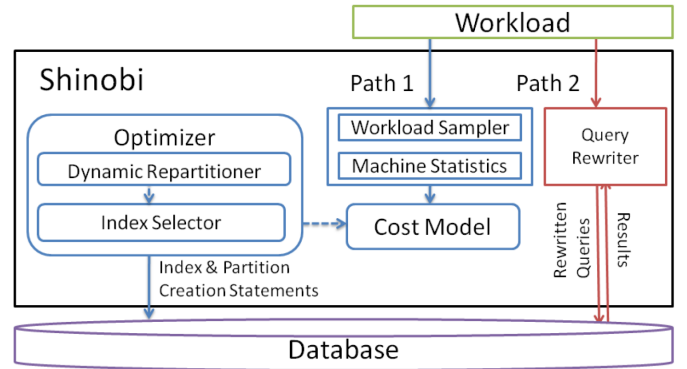 Workload
Shinobi
Path 1
Path 2
Optimizer
Dynamic Repartitioner
Index Selector
Workload Sampler
Machine Statistics
Cost Model
Query
Rewriter
Rewritten
Queries
Results
Index & Partition
Creation Statements
Database